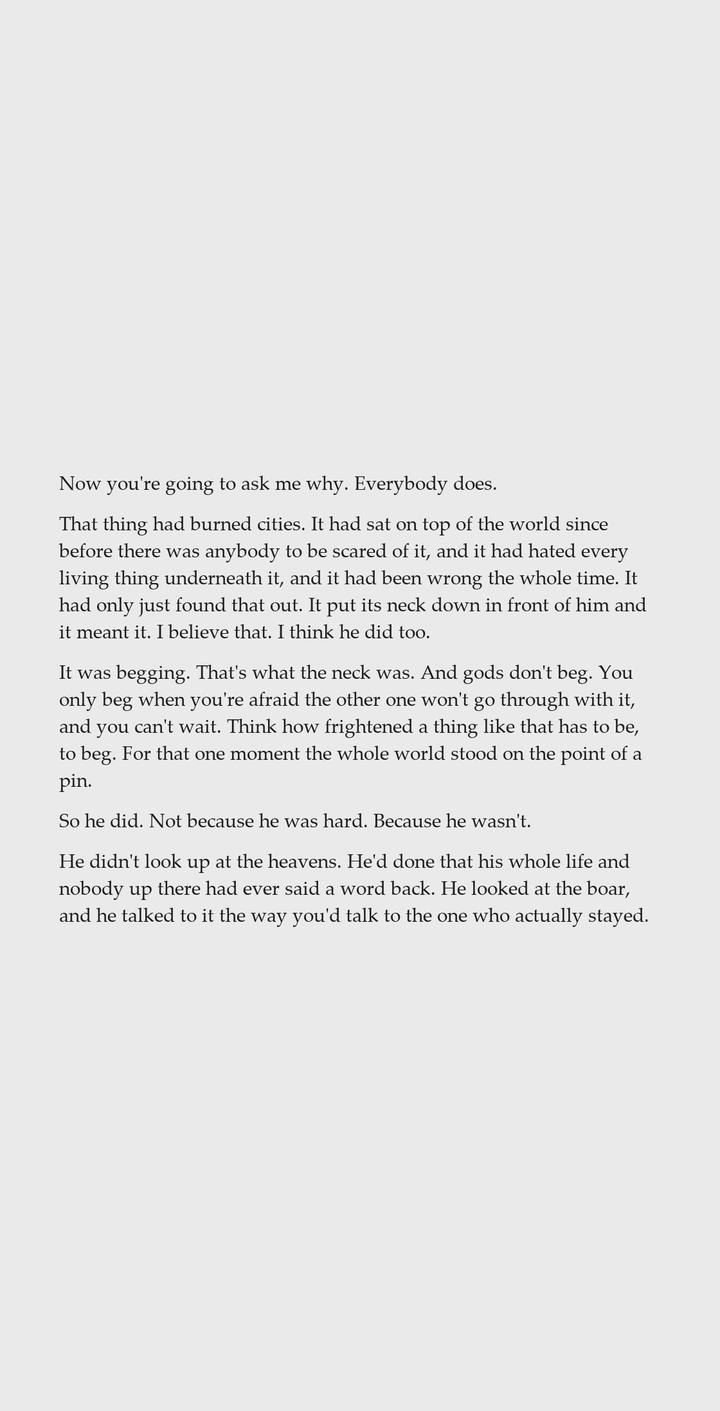 Now you're going to ask me why. Everybody does.
That thing had burned cities. It had sat on top of the world since
before there was anybody to be scared of it, and it had hated every
living thing underneath it, and it had been wrong the whole time. It
had only just found that out. It put its neck down in front of him and
it meant it. I believe that. I think he did too.
It was begging. That's what the neck was. And gods don't beg. You
only beg when you're afraid the other one won't go through with it,
and you can't wait. Think how frightened a thing like that has to be,
to beg. For that one moment the whole world stood on the point of a
pin.
So he did. Not because he was hard. Because he wasn't.
He didn't look up at the heavens. He'd done that his whole life and
nobody up there had ever said a word back. He looked at the boar,
and he talked to it the way you'd talk to the one who actually stayed.